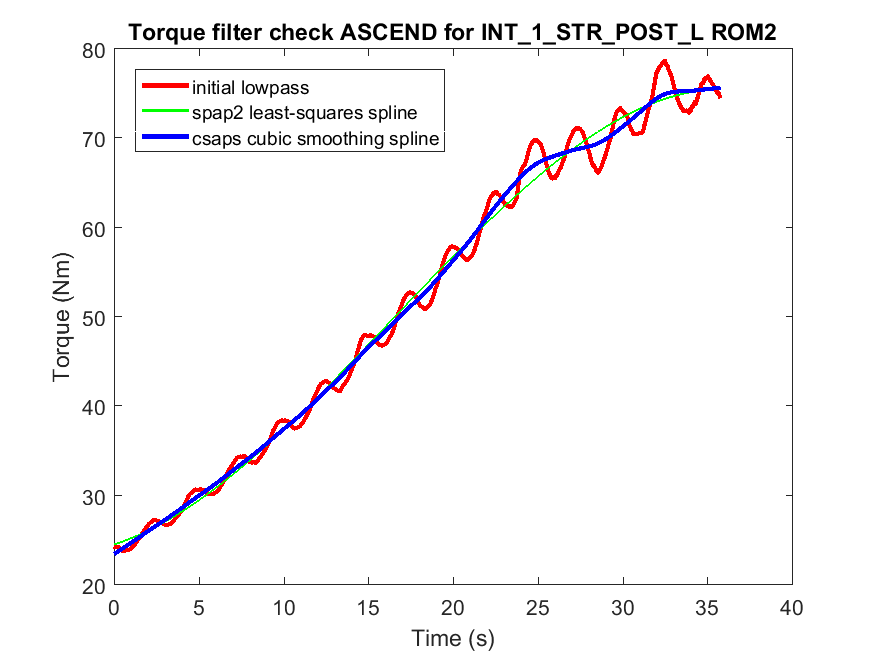 Torque filter check ASCEND for INT_1_STR_POST_L ROM2
80
70
60
50
40
30
20
Torque (Nm)
initial lowpass
spap2 least-squares spline
csaps cubic smoothing spline
0 5 10 15 20 25 30 35 40
Time (s)